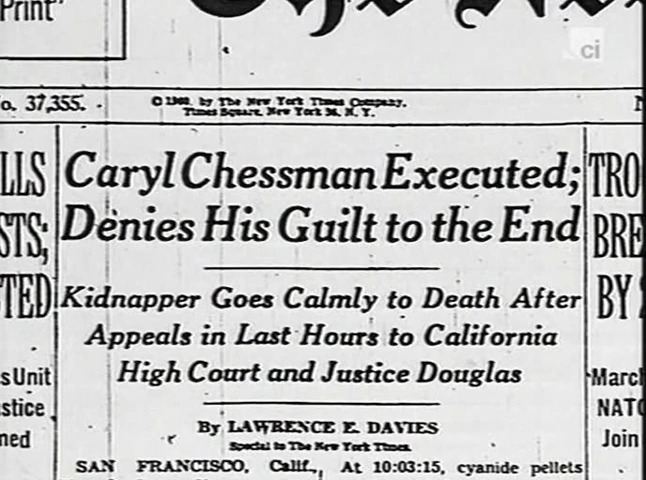 Print"
The Ne
ci
o. 37,355.
© 1960, by The New York Times Company.
Times Square, New York 36, N. Y.
LLS
STS;
TED
s Unit
stice
ned
Caryl Chessman Executed;
Denies His Guilt to the End
Kidnapper Goes Calmly to Death After
Appeals in Last Hours to California
High Court and Justice Douglas
By LAWRENCE E. DAVIES
Special to The New York Times.
SAN FRANCISCO, Calif., At 10:03:15, cyanide pellets
TRO
BRE
BY
March
NATO
Join